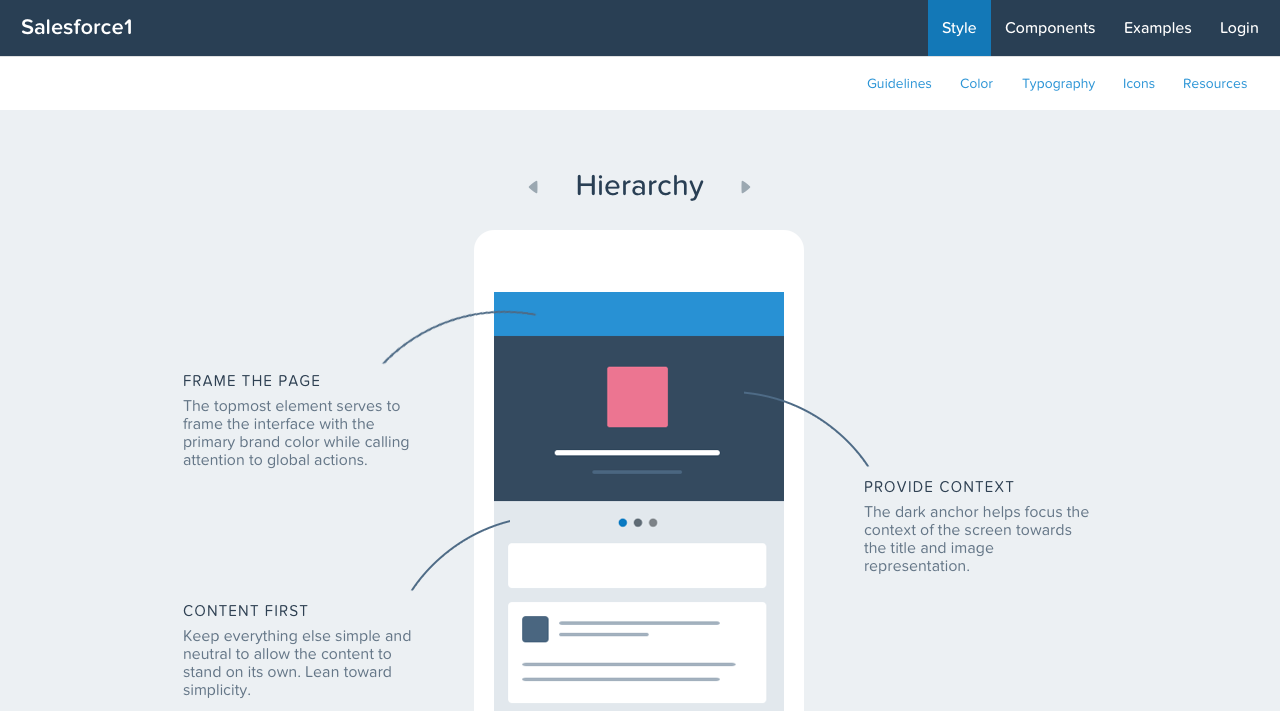 Salesforce1
Style
Components
Examples
Login
Guidelines
Color
Typography
Icons
Resources
Hierarchy
FRAME THE PAGE
The topmost element serves to
frame the interface with the
primary brand color while calling
attention to global actions.
PROVIDE CONTEXT
The dark anchor helps focus the
context of the screen towards
the title and image
representation.
CONTENT FIRST
Keep everything else simple and
neutral to allow the content to
stand on its own. Lean toward
simplicity.